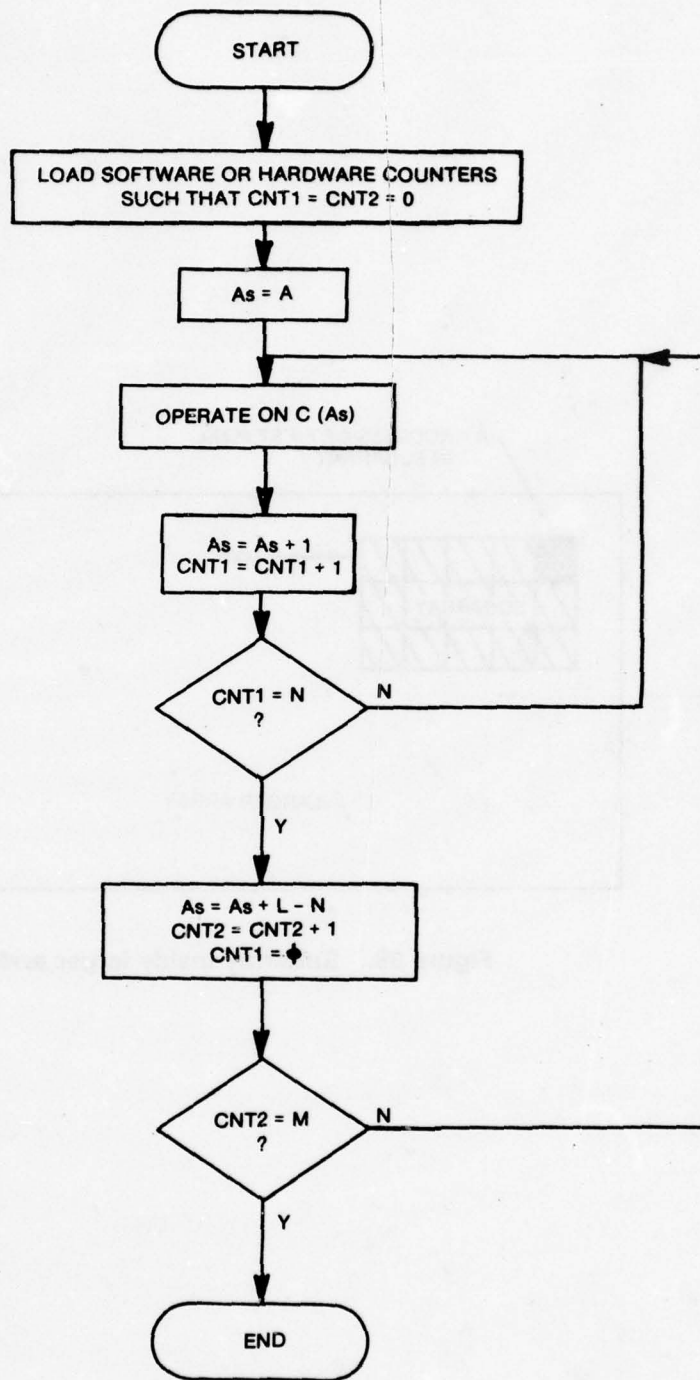 START
LOAD SOFTWARE OR HARDWARE COUNTERS
SUCH THAT CNT1 = CNT2 = 0
As = A
OPERATE ON C (As)
As = As + 1
CNT1 = CNT1 + 1
CNT1 = N
?
N
Y
As = As + L - N
CNT2 = CNT2 + 1
CNT1 = ϕ
CNT2 = M
?
N
Y
END